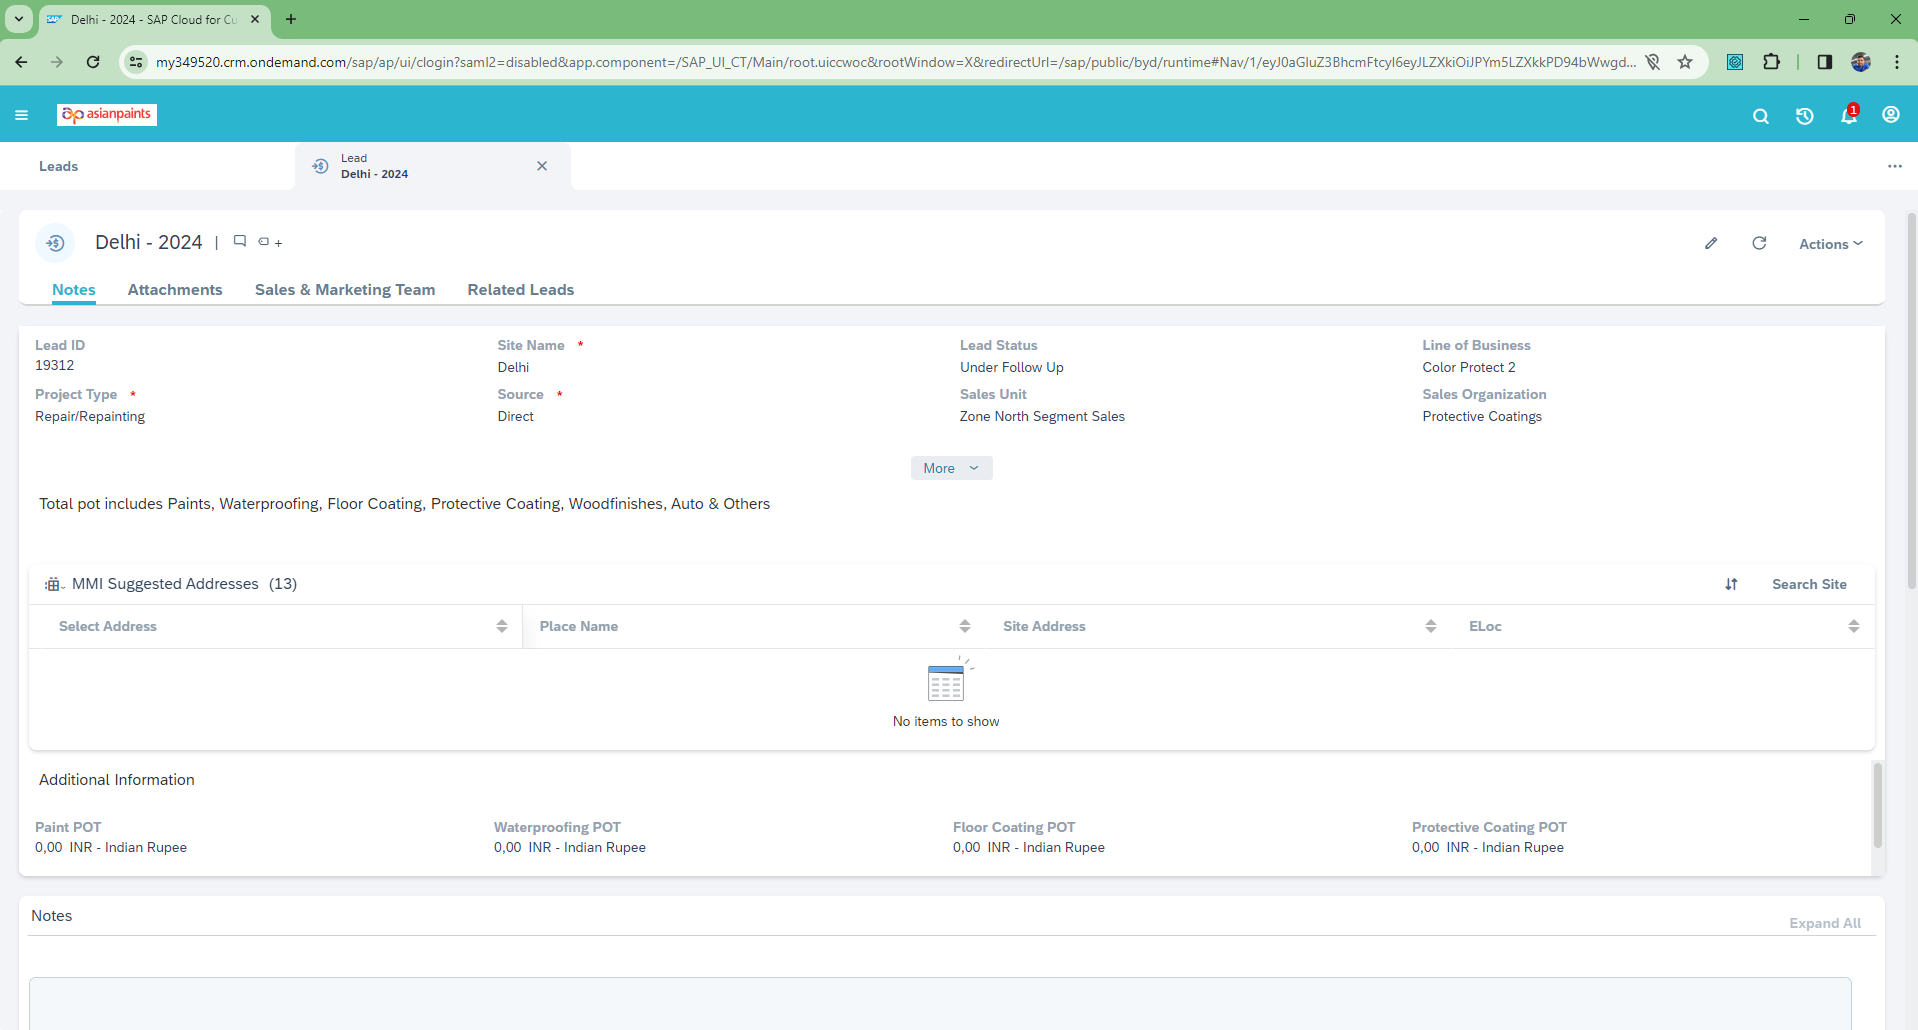 Delhi - 2024 - SAP Cloud for Cu
my349520.crm.ondemand.com/sap/ap/ui/clogin?saml2=disabled&app.component=/SAP_UI_CT/Main/root.uiccwoc&rootWindow=X&redirectUrl=/sap/public/byd/runtime#Nav/1/eyJ0aGluZ3BhcmFtcyI6eyJLZXkiOiJPYm5LZXkkPD94bWwgd...
asianpaints
1
Leads
Lead
Delhi - 2024
Delhi - 2024 |
Actions
Notes Attachments Sales & Marketing Team Related Leads
Lead ID Site Name * Lead Status Line of Business
19312 Delhi Under Follow Up Color Protect 2
Project Type * Source * Sales Unit Sales Organization
Repair/Repainting Direct Zone North Segment Sales Protective Coatings
More
Total pot includes Paints, Waterproofing, Floor Coating, Protective Coating, Woodfinishes, Auto & Others
MMI Suggested Addresses (13) Search Site
Select Address Place Name Site Address ELoc
No items to show
Additional Information
Paint POT Waterproofing POT Floor Coating POT Protective Coating POT
0,00 INR - Indian Rupee 0,00 INR - Indian Rupee 0,00 INR - Indian Rupee 0,00 INR - Indian Rupee
Notes
Expand All